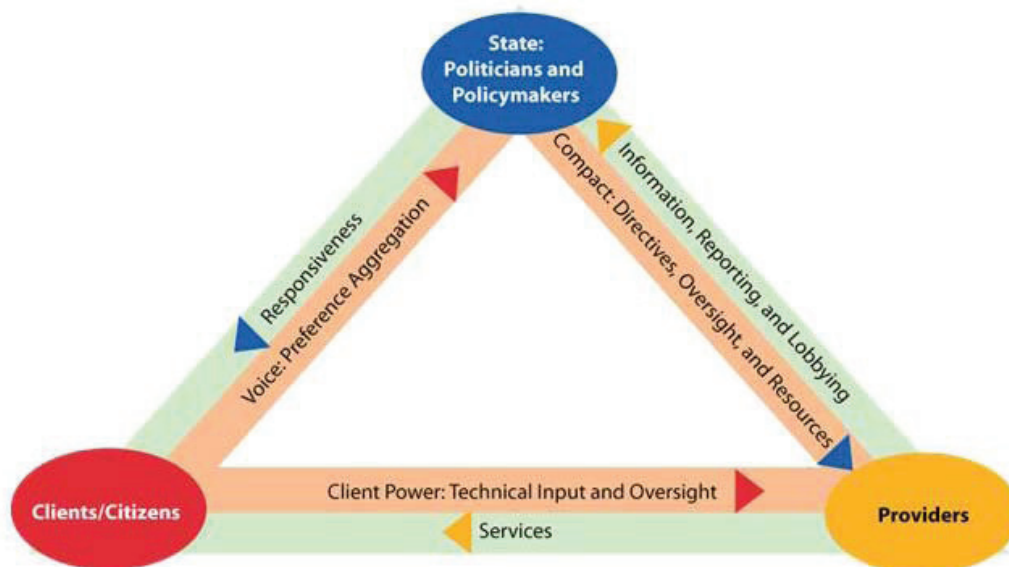 State:
Politicians and
Policymakers
Responsiveness
Voice: Preference Aggregation
Compact: Directives, Oversight, and Resources
Information, Reporting, and Lobbying
Clients/Citizens
Client Power: Technical Input and Oversight
Services
Providers